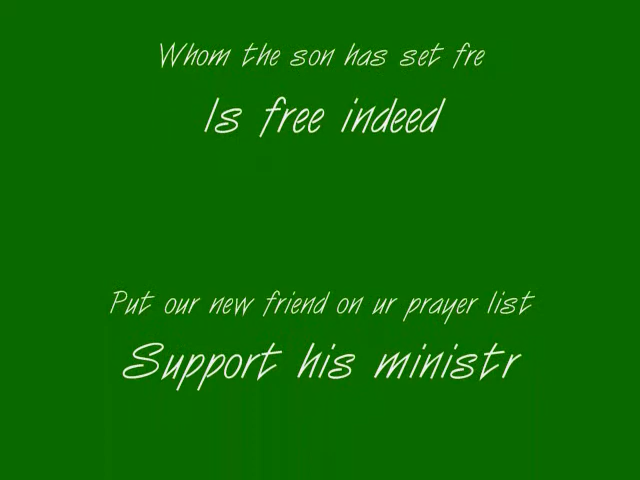 Whom the son has set fre
Is free indeed
Put our new friend on ur prayer list
Support his ministr